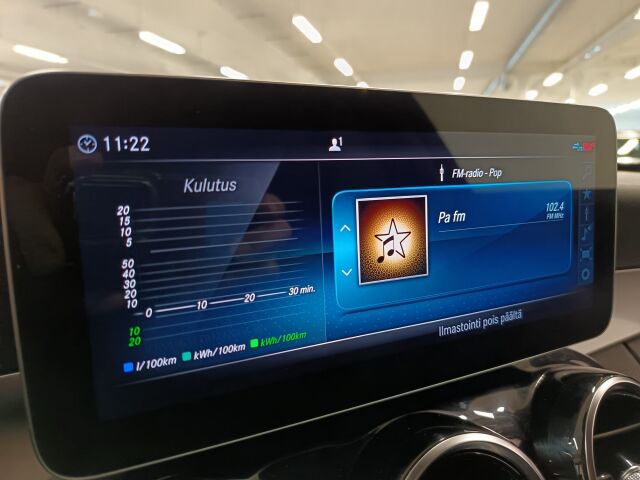 11:22
1
Kulutus
20
15
10
5
50
40
30
20
10
0 10 20 30 min.
10
20
l/100km kWh/100km kWh/100km
FM-radio - Pop
Pa fm
102.4
FM MHz
Ilmastointi pois päältä